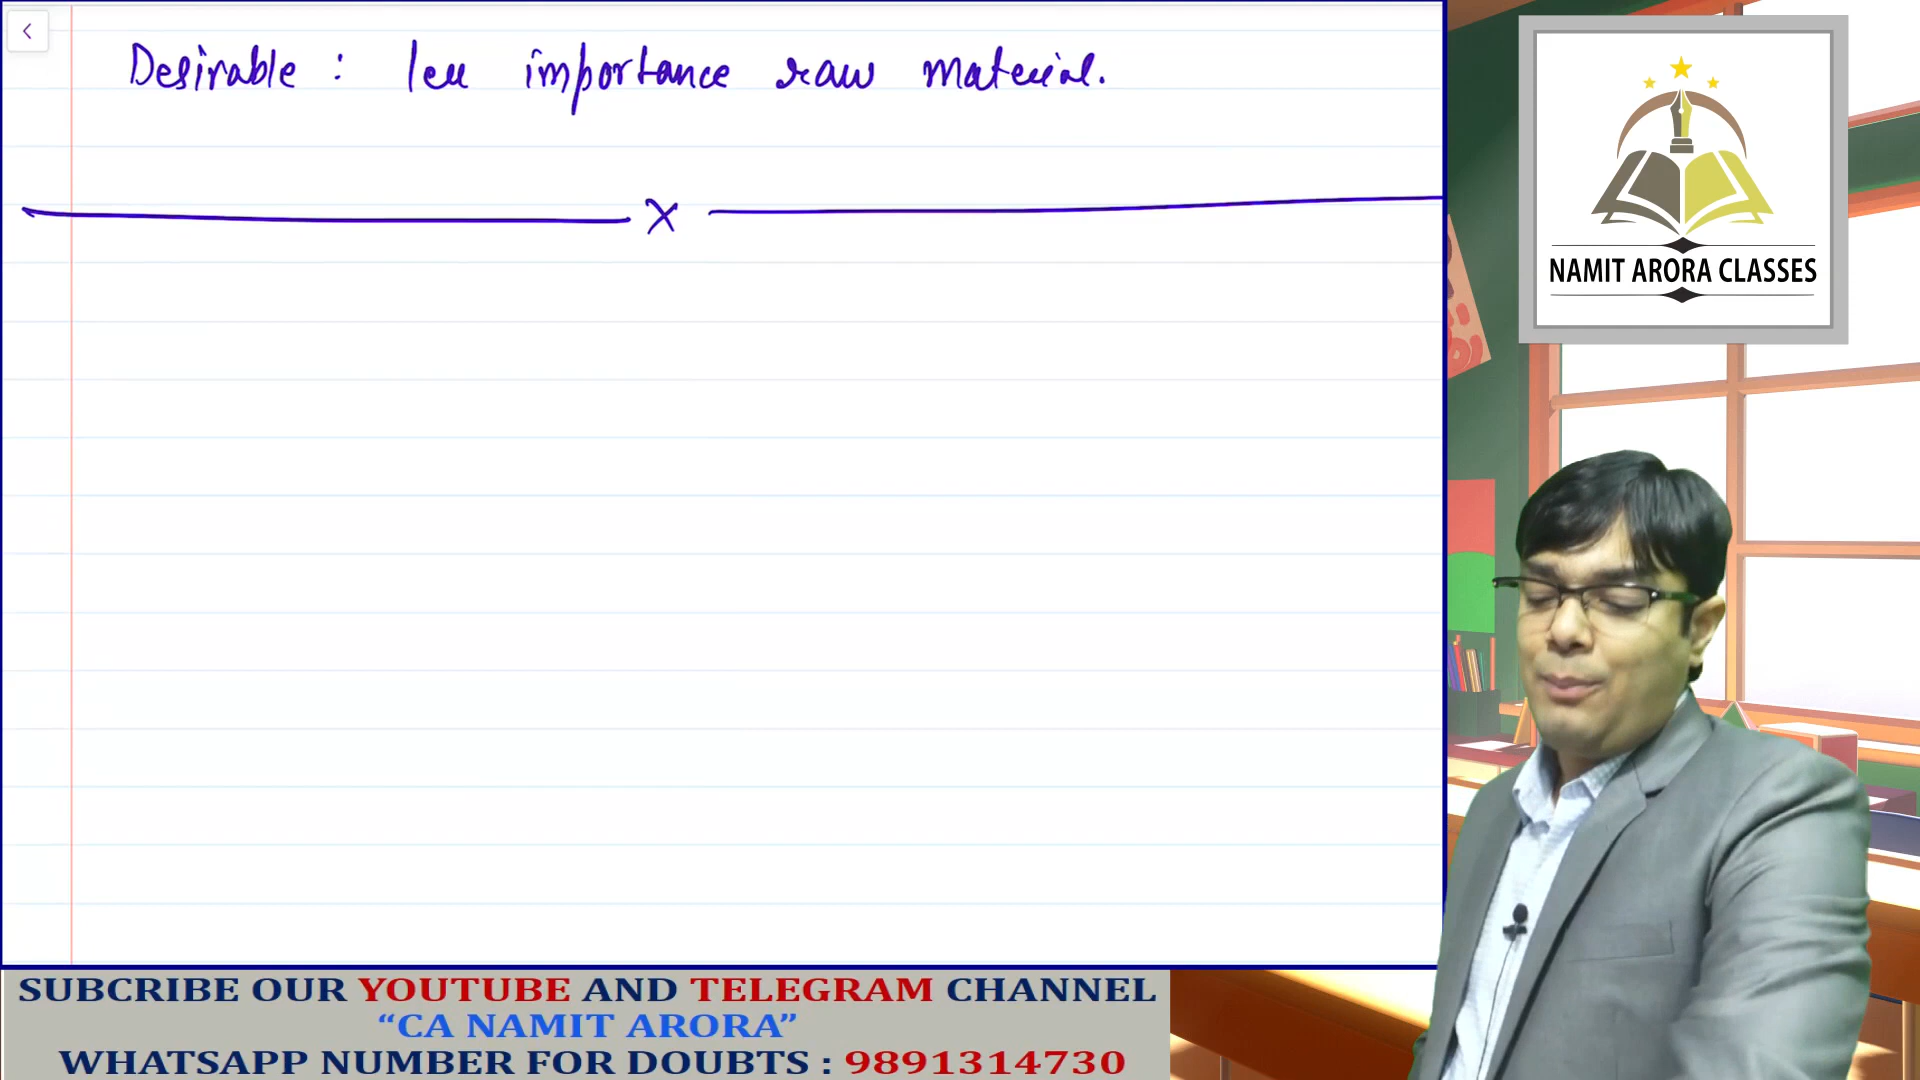 Desirable : less importance raw material.
x
NAMIT ARORA CLASSES
SUBCRIBE OUR YOUTUBE AND TELEGRAM CHANNEL
“CA NAMIT ARORA”
WHATSAPP NUMBER FOR DOUBTS : 9891314730